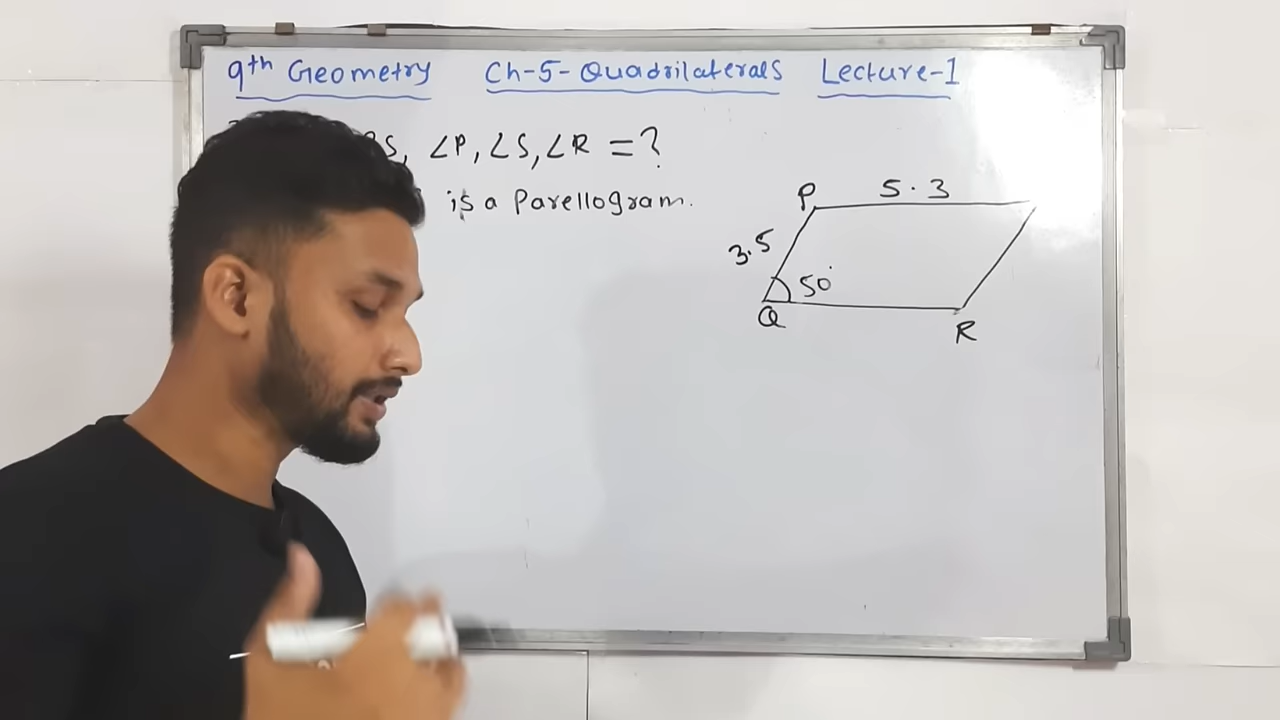 9th Geometry Ch-5-Quadrilaterals Lecture-1
S, ∠P, ∠S, ∠R = ?
is a Parellogram.
P 5.3
3.5
50°
Q
R